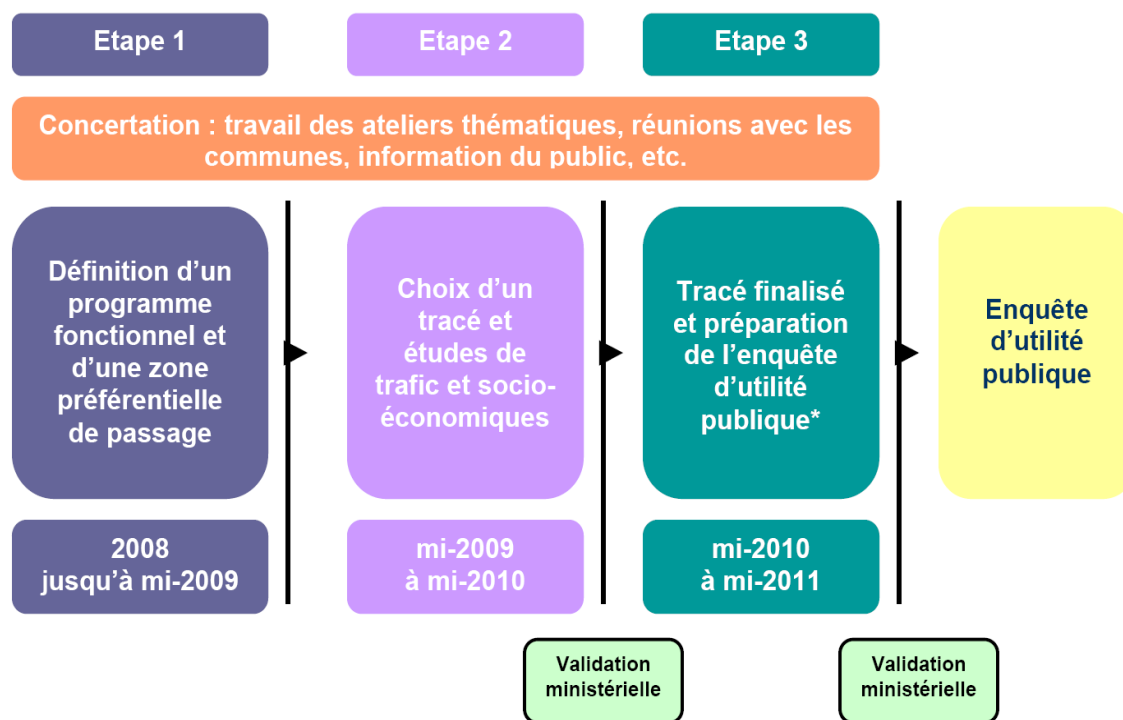 Etape 1
Etape 2
Etape 3
Concertation : travail des ateliers thématiques, réunions avec les
communes, information du public, etc.
Définition d’un
programme
fonctionnel et
d’une zone
préférentielle
de passage
Choix d’un
tracé et
études de
trafic et socio-
économiques
Tracé finalisé
et préparation
de l’enquête
d’utilité
publique*
Enquête
d’utilité
publique
2008
jusqu’à mi-2009
mi-2009
à mi-2010
mi-2010
à mi-2011
Validation
ministérielle
Validation
ministérielle